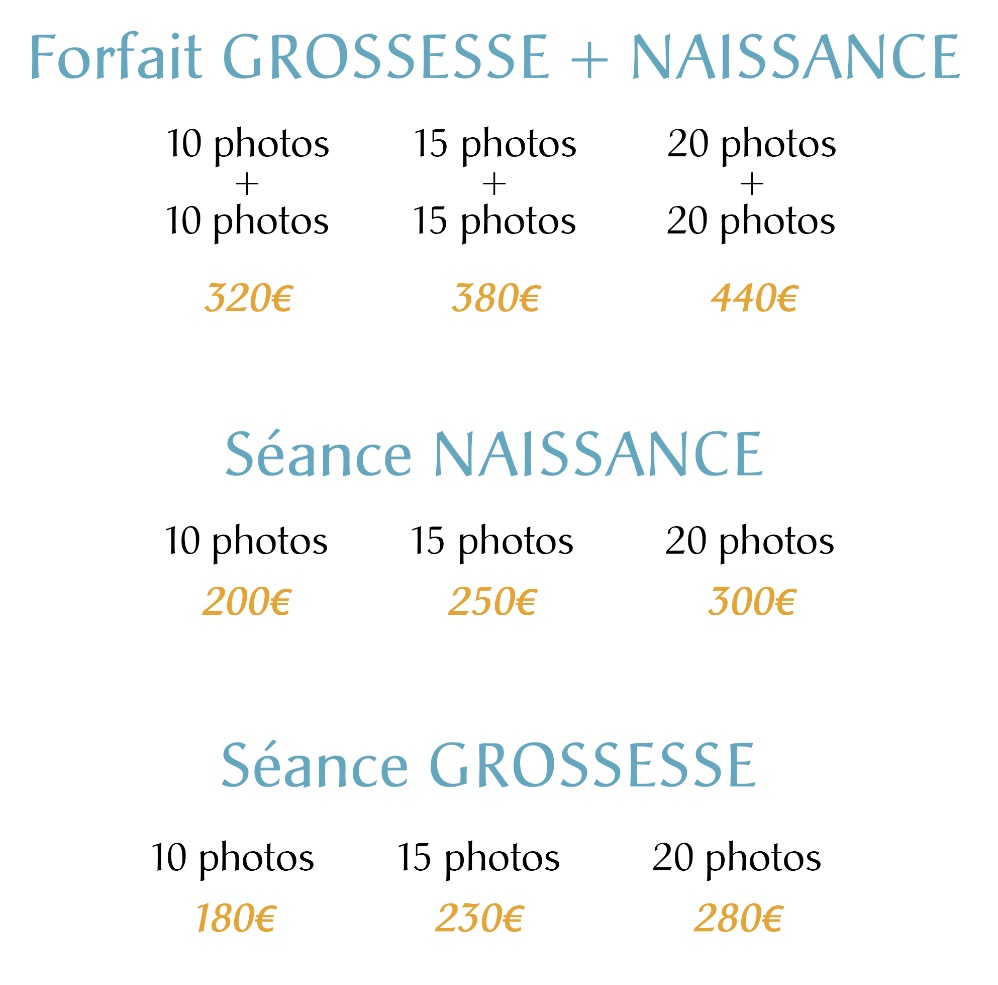 Forfait GROSSESSE + NAISSANCE
10 photos 15 photos 20 photos
+ + +
10 photos 15 photos 20 photos
320€ 380€ 440€
Séance NAISSANCE
10 photos 15 photos 20 photos
200€ 250€ 300€
Séance GROSSESSE
10 photos 15 photos 20 photos
180€ 230€ 280€